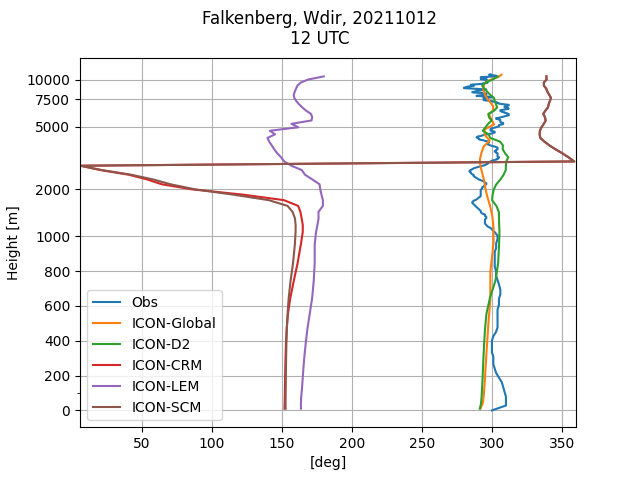 Falkenberg, Wdir, 20211012
12 UTC
10000
7500
5000
2000
1000
800
600
400
200
0
Height [m]
Obs
ICON-Global
ICON-D2
ICON-CRM
ICON-LEM
ICON-SCM
50
100
150
200
250
300
350
[deg]